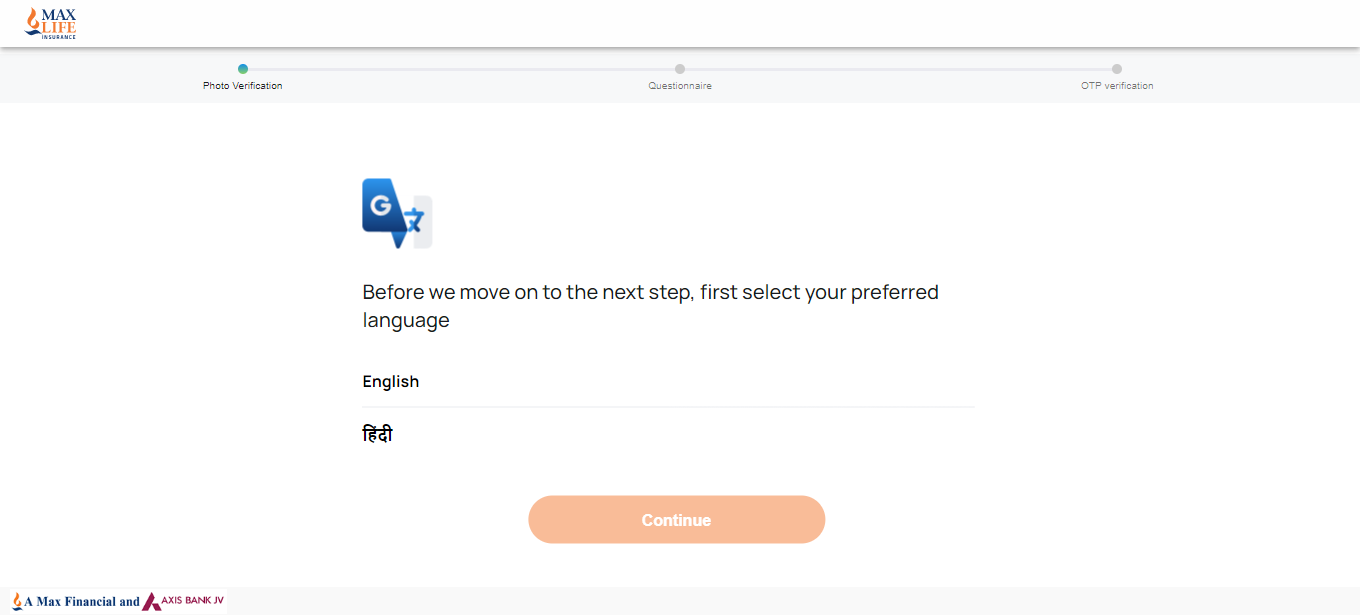 MAX
LIFE
INSURANCE
Photo Verification
Questionnaire
OTP verification
G
Before we move on to the next step, first select your preferred
language
English
हिंदी
Continue
A Max Financial and AXIS BANK JV